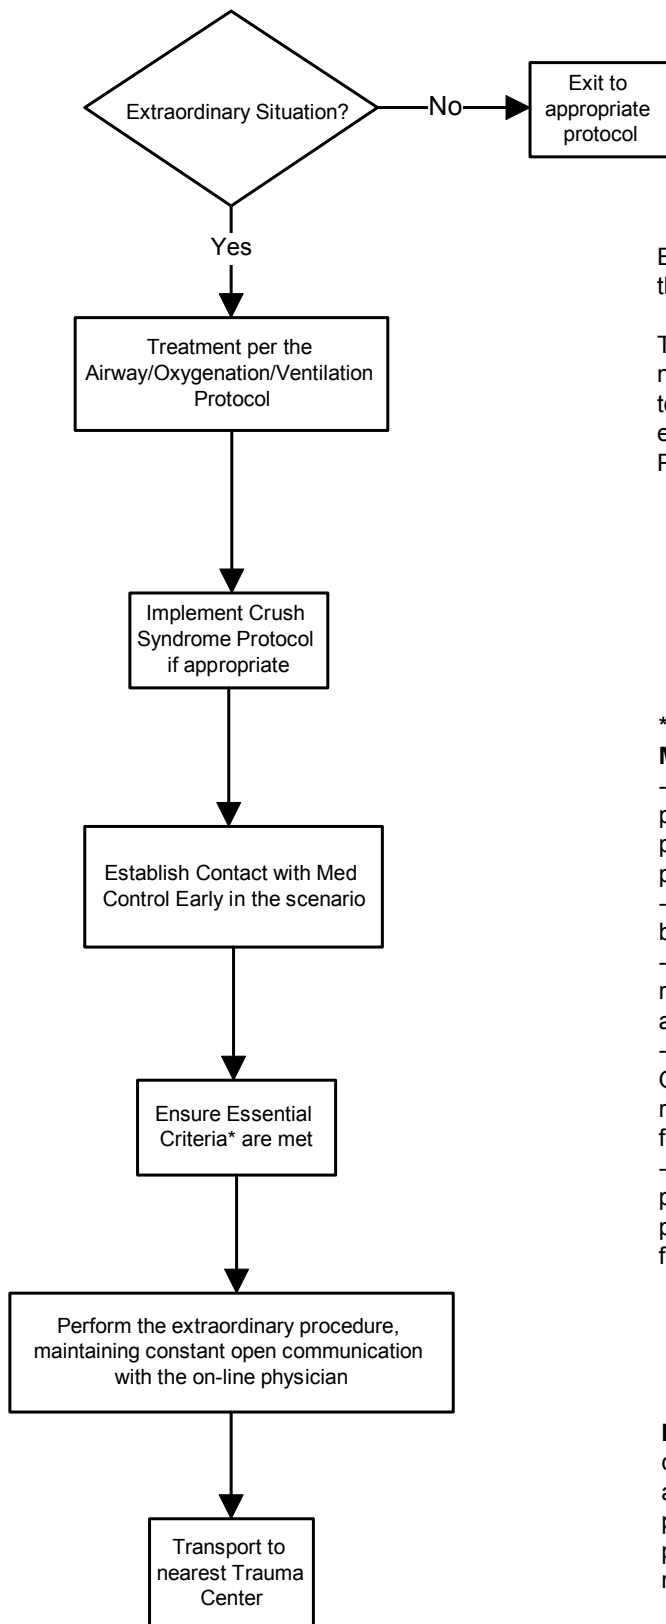 Extraordinary Situation?
No
Exit to
appropriate
protocol
Yes
Treatment per the
Airway/Oxygenation/Ventilation
Protocol
Implement Crush
Syndrome Protocol
if appropriate
Establish Contact with Med
Control Early in the scenario
Ensure Essential
Criteria* are met
Perform the extraordinary procedure,
maintaining constant open communication
with the on-line physician
Transport to
nearest Trauma
Center